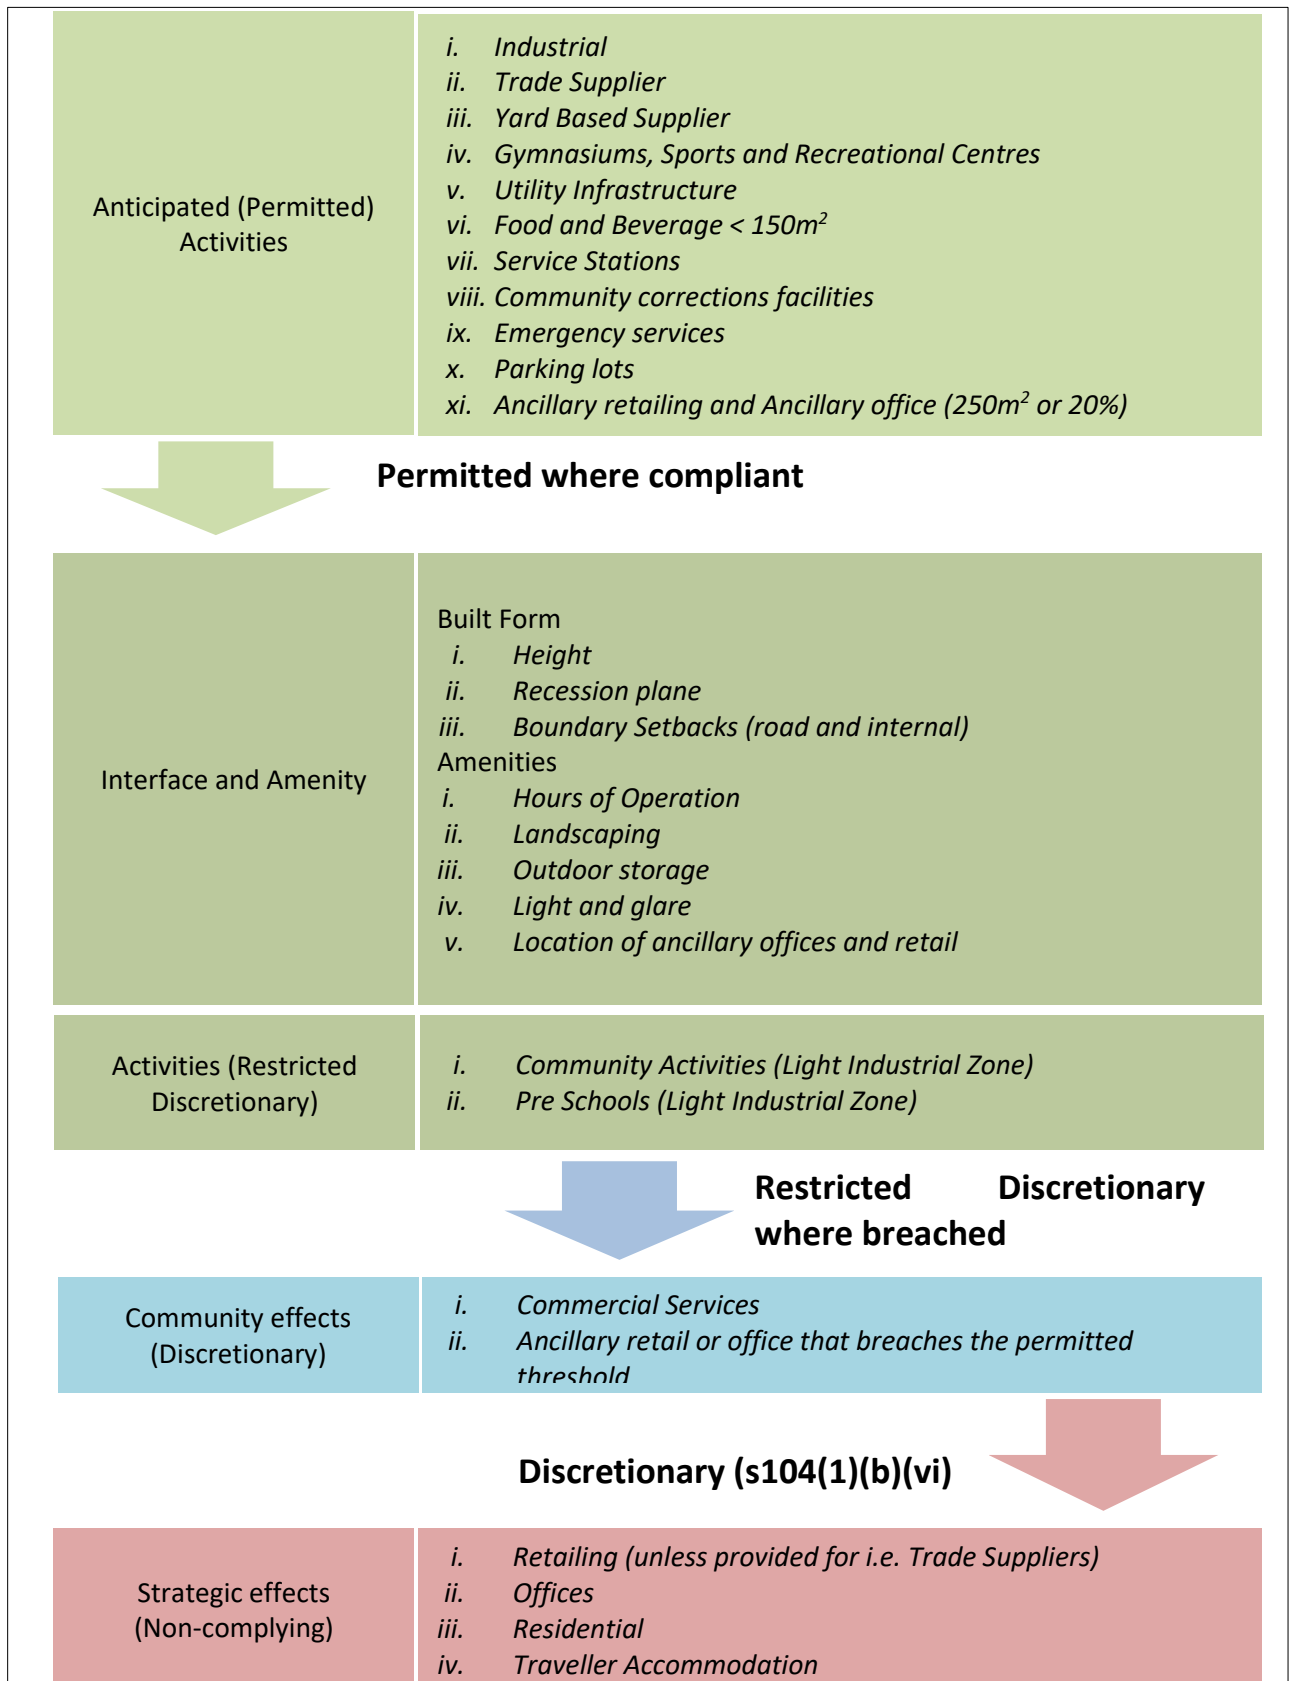 Anticipated (Permitted)
Activities
i. Industrial
ii. Trade Supplier
iii. Yard Based Supplier
iv. Gymnasiums, Sports and Recreational Centres
v. Utility Infrastructure
vi. Food and Beverage < 150m²
vii. Service Stations
viii. Community corrections facilities
ix. Emergency services
x. Parking lots
xi. Ancillary retailing and Ancillary office (250m² or 20%)
Permitted where compliant
Interface and Amenity
Built Form
i. Height
ii. Recession plane
iii. Boundary Setbacks (road and internal)
Amenities
i. Hours of Operation
ii. Landscaping
iii. Outdoor storage
iv. Light and glare
v. Location of ancillary offices and retail
Activities (Restricted
Discretionary)
i. Community Activities (Light Industrial Zone)
ii. Pre Schools (Light Industrial Zone)
Restricted Discretionary
where breached
Community effects
(Discretionary)
i. Commercial Services
ii. Ancillary retail or office that breaches the permitted
threshold
Discretionary (s104(1)(b)(vi)
Strategic effects
(Non-complying)
i. Retailing (unless provided for i.e. Trade Suppliers)
ii. Offices
iii. Residential
iv. Traveller Accommodation